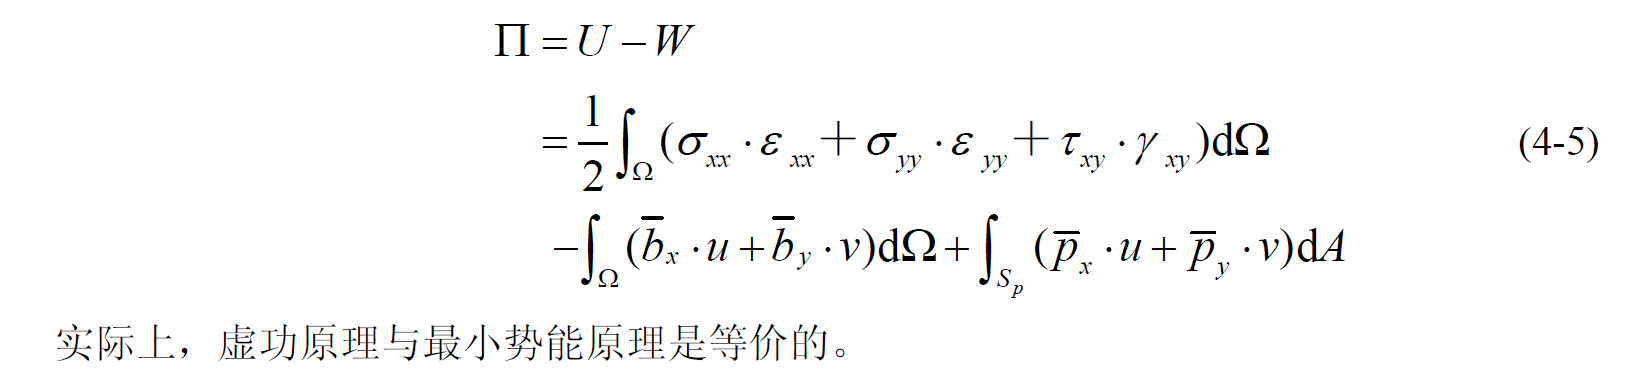 Π = U − W
= 1/2 ∫_Ω (σ_xx · ε_xx + σ_yy · ε_yy + τ_xy · γ_xy) dΩ (4-5)
− ∫_Ω (b̅_x · u + b̅_y · v) dΩ + ∫_{S_p} (p̅_x · u + p̅_y · v) dA
实际上，虚功原理与最小势能原理是等价的。